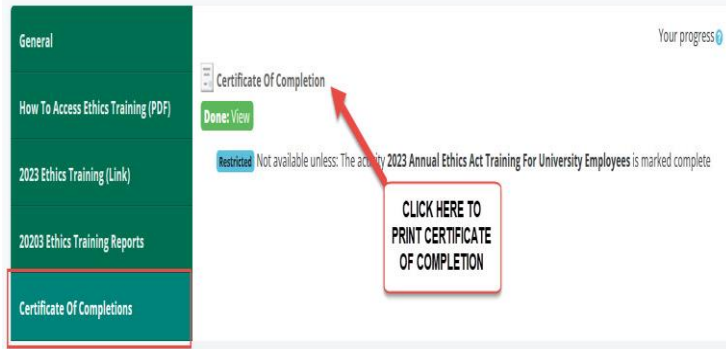 General
How To Access Ethics Training (PDF)
2023 Ethics Training (Link)
20203 Ethics Training Reports
Certificate Of Completions
Your progress
Certificate Of Completion
Done: View
Restricted Not available unless: The activity 2023 Annual Ethics Act Training For University Employees is marked complete
CLICK HERE TO
PRINT CERTIFICATE
OF COMPLETION